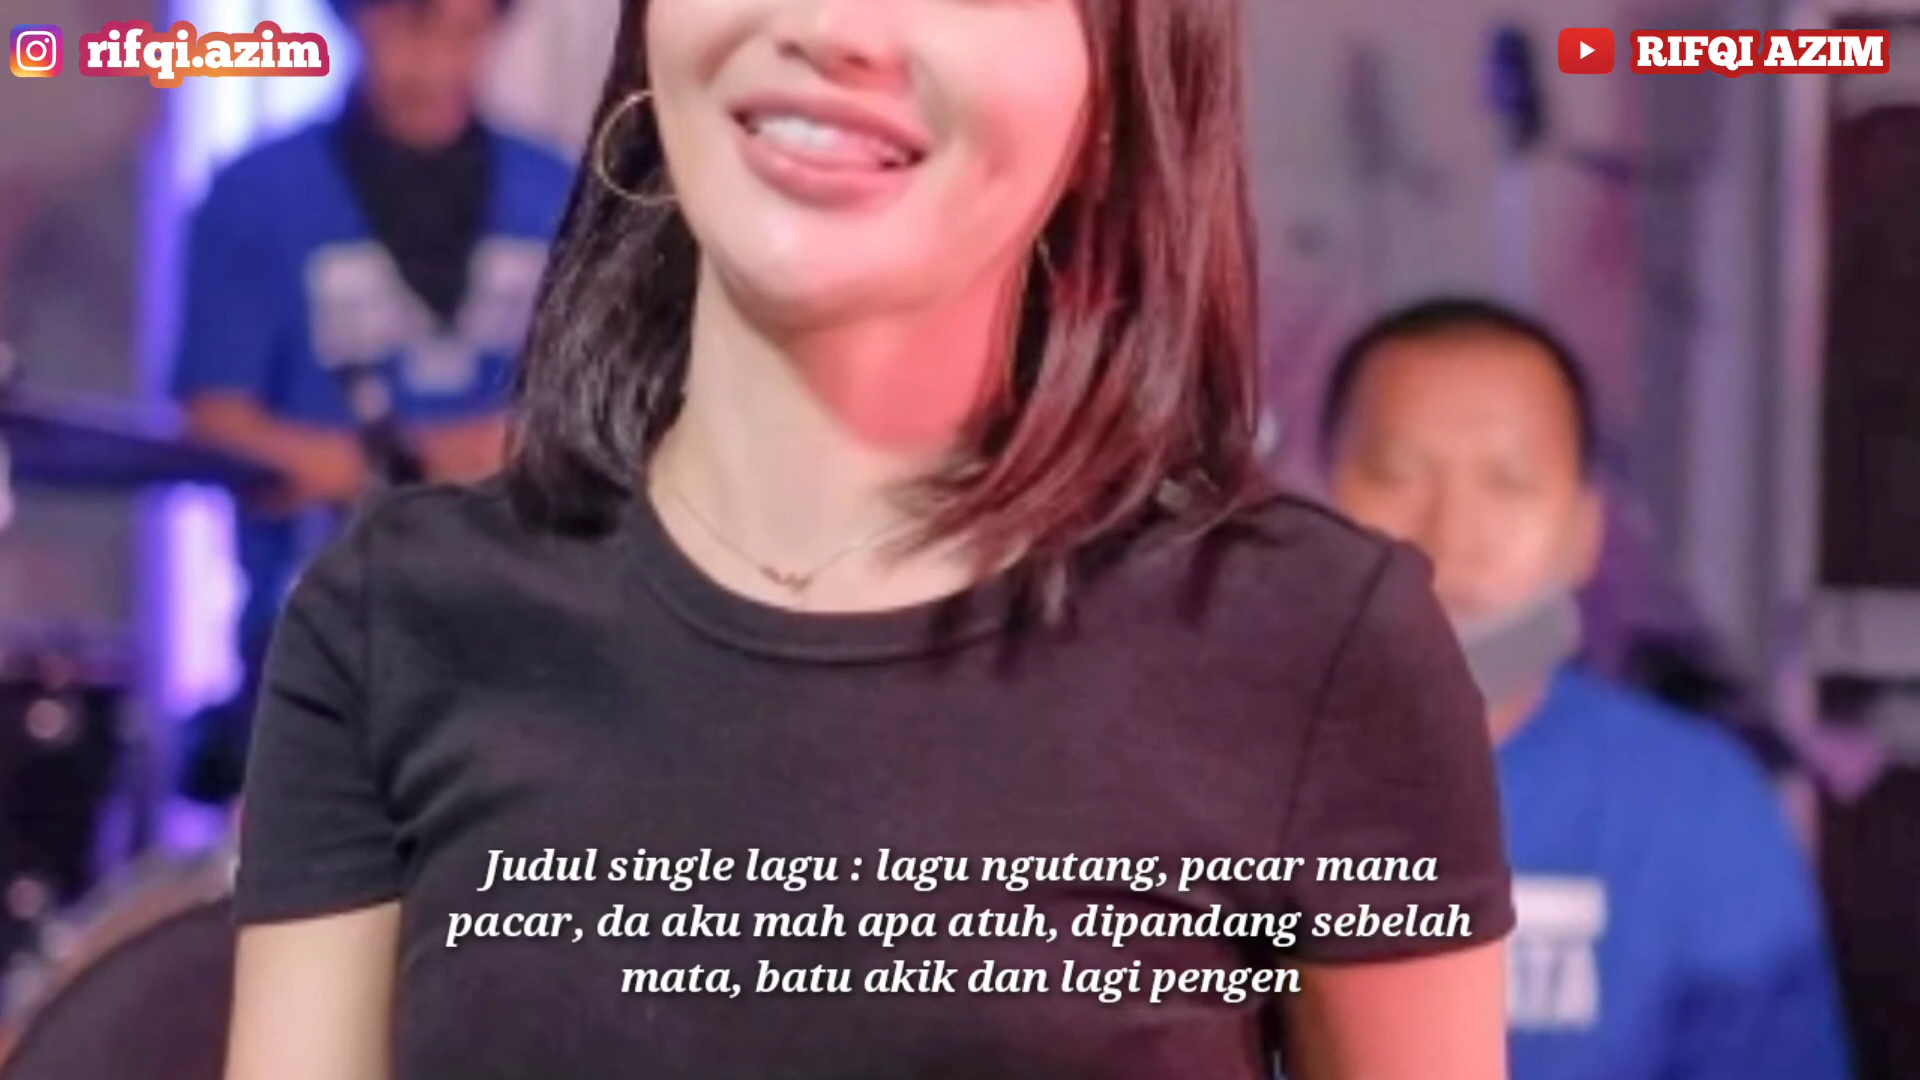 rifqi.azim
RIFQI AZIM
Judul single lagu : lagu ngutang, pacar mana
pacar, da aku mah apa atuh, dipandang sebelah
mata, batu akik dan lagi pengen